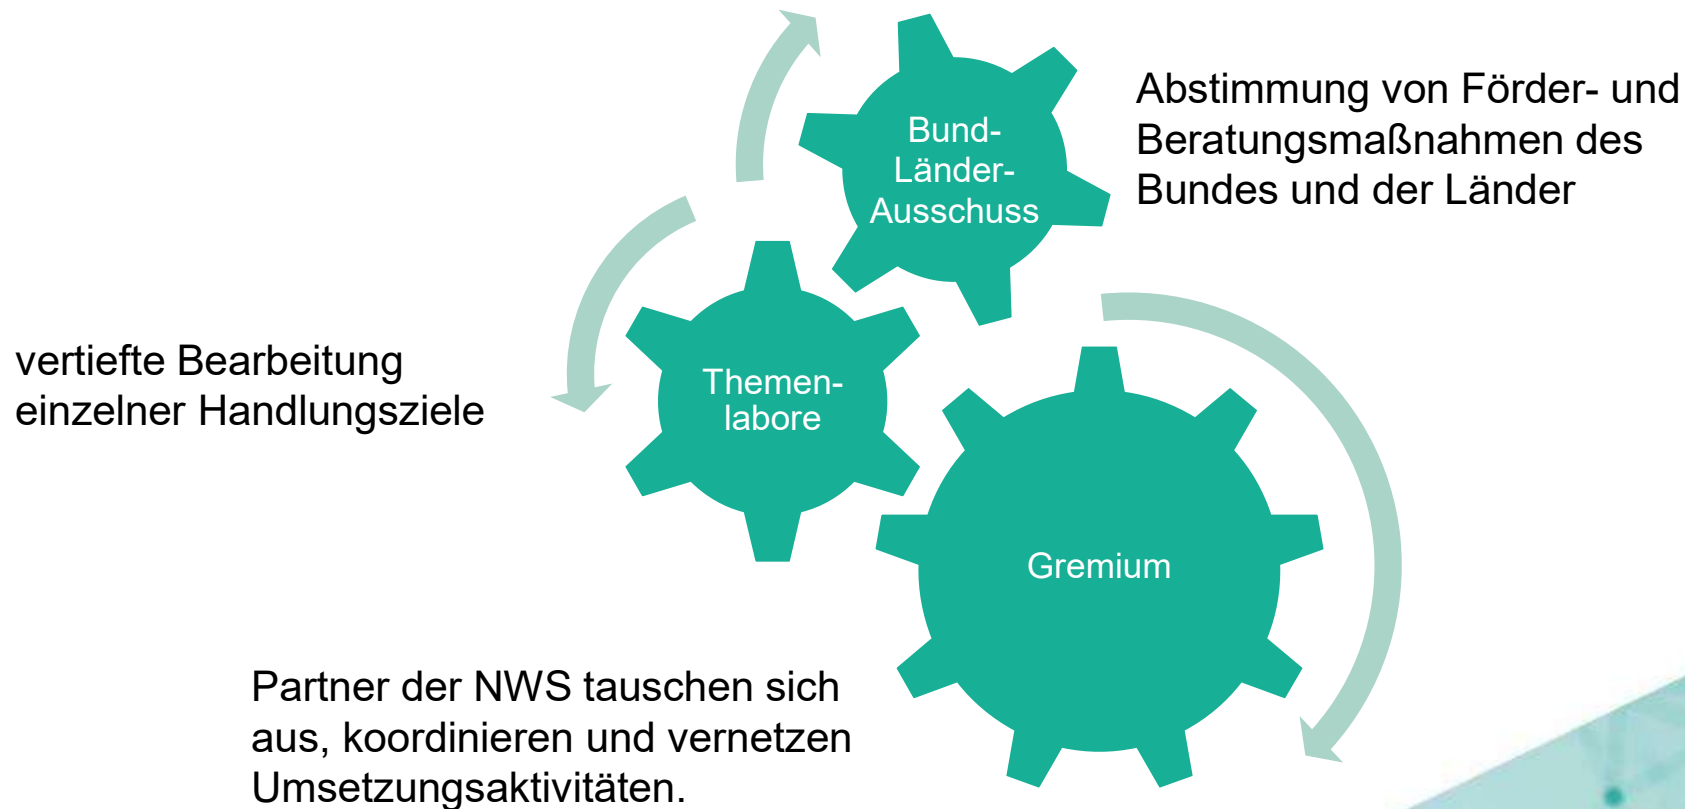 Bund-
Länder-
Ausschuss
Abstimmung von Förder- und
Beratungsmaßnahmen des
Bundes und der Länder
vertiefte Bearbeitung
einzelner Handlungsziele
Themen-
labore
Gremium
Partner der NWS tauschen sich
aus, koordinieren und vernetzen
Umsetzungsaktivitäten.